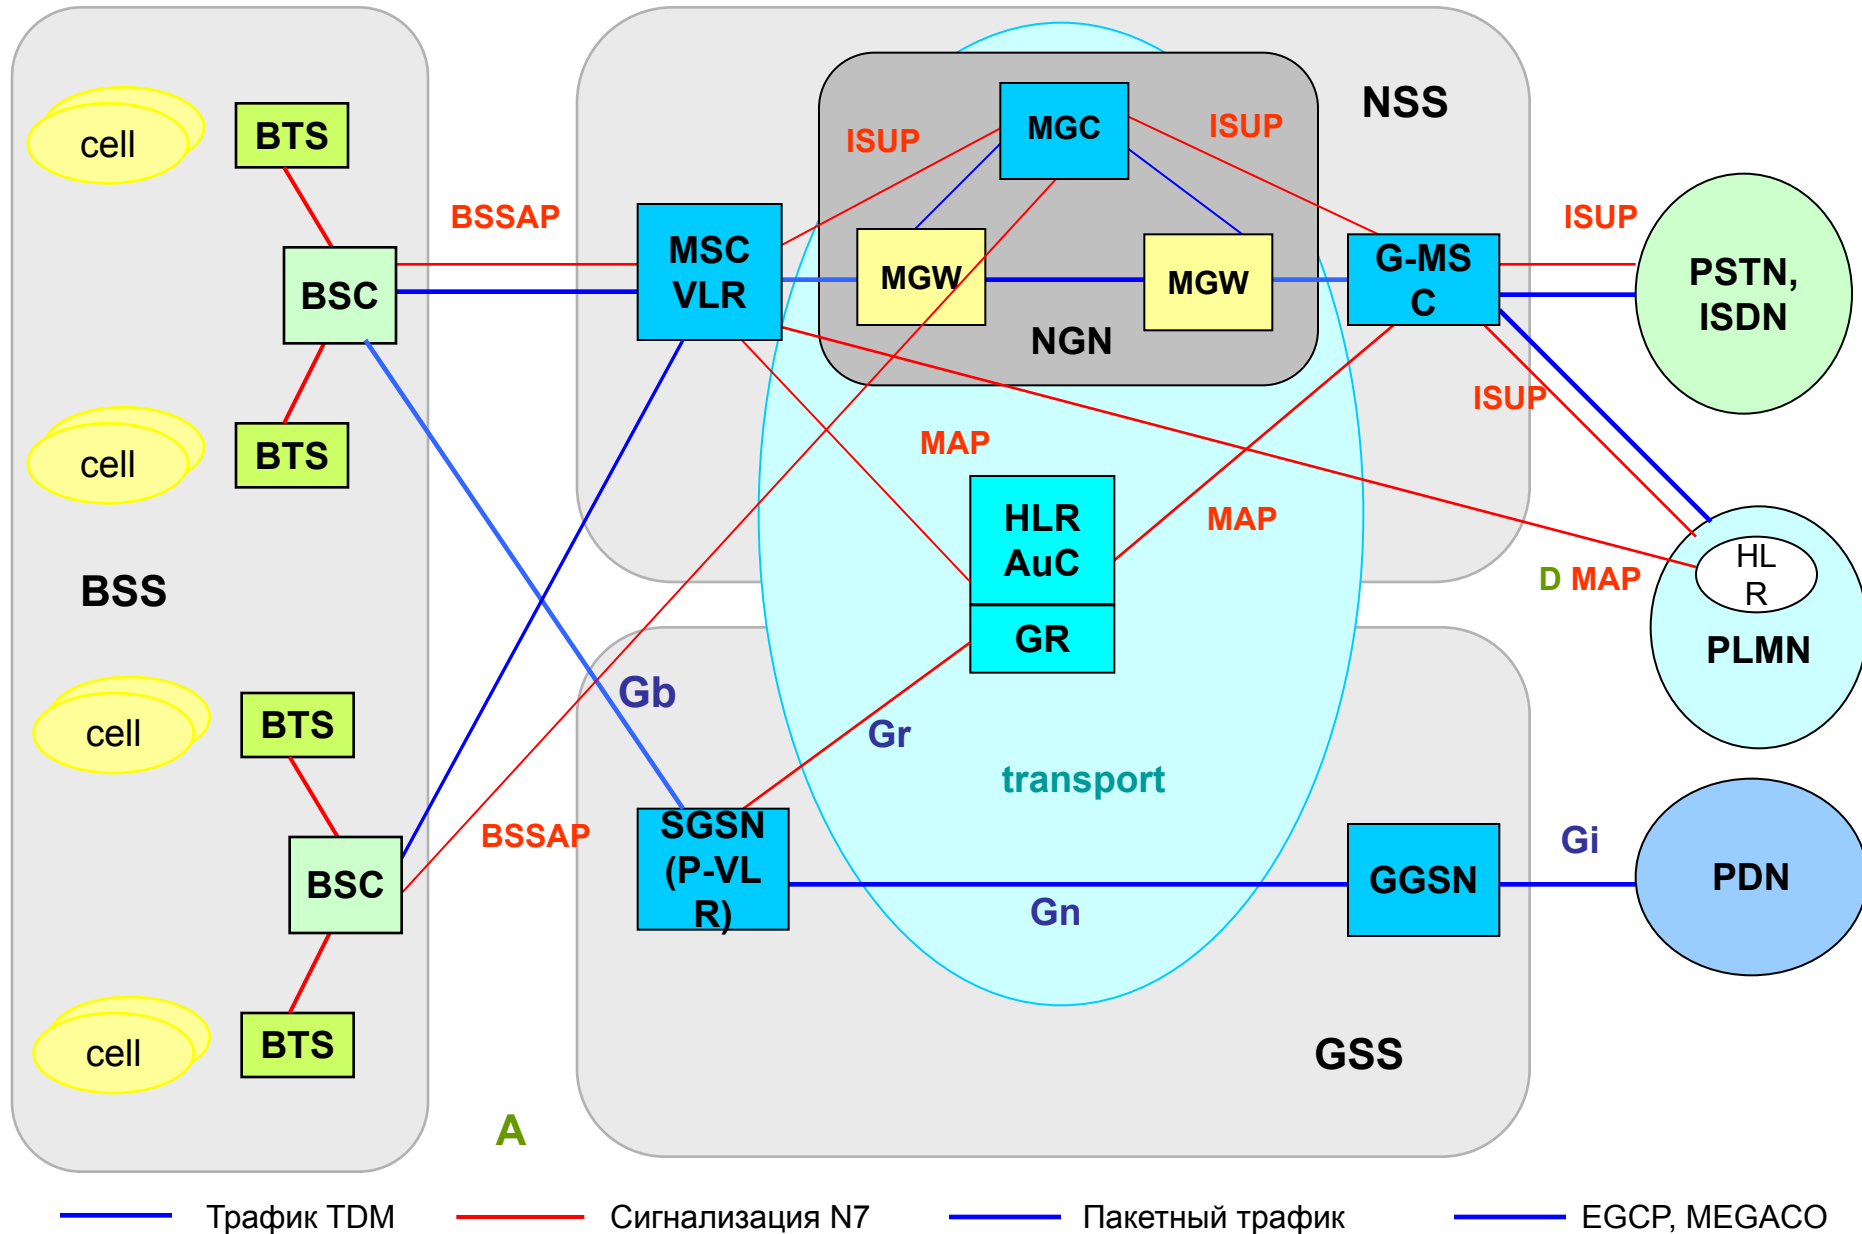 NSS
cell
BTS
ISUP
MGC
ISUP
BSSAP
MSC
VLR
MGW
MGW
G-MS
C
ISUP
PSTN,
ISDN
BSC
NGN
cell
BTS
MAP
ISUP
HLR
AuC
MAP
BSS
D MAP
HL
R
GR
PLMN
cell
BTS
Gb
Gr
transport
BSC
BSSAP
SGSN
(P-VL
R)
Gn
GGSN
Gi
PDN
cell
BTS
GSS
A
Трафик TDM
Сигнализация N7
Пакетный трафик
EGCP, MEGACO